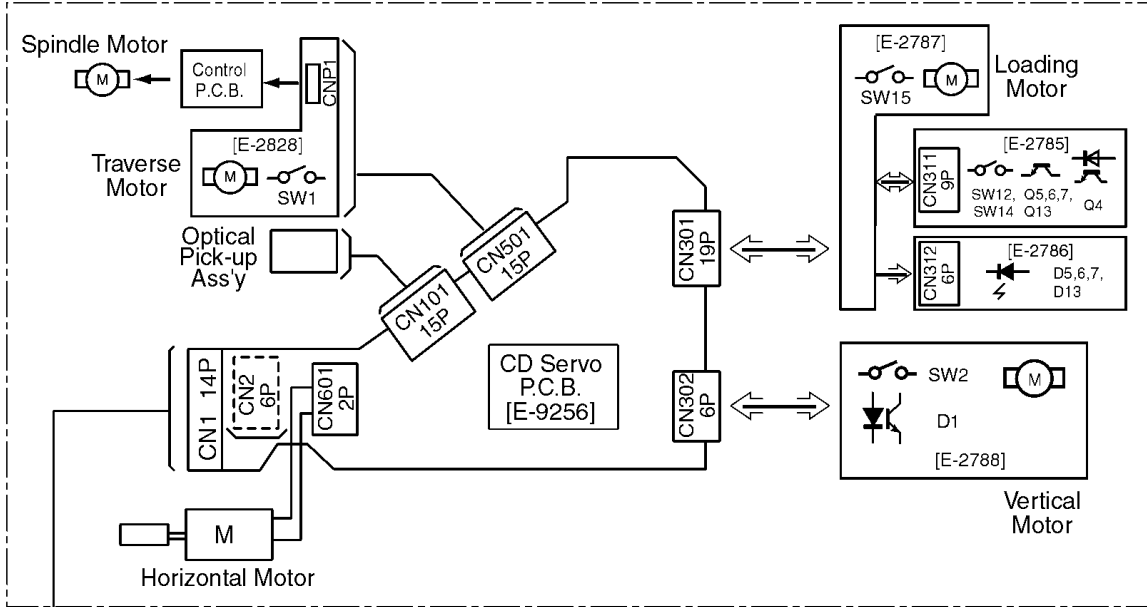 Spindle Motor
M
Control
P.C.B.
CNP1
[E-2828]
Traverse
Motor
M
SW1
Optical
Pick-up
Ass'y
CN501
15P
CN101
15P
CN1 14P
CN2
6P
CN601
2P
CD Servo
P.C.B.
[E-9256]
CN301
19P
CN302
6P
M
Horizontal Motor
[E-2787]
SW15
M
Loading
Motor
CN311
9P
[E-2785]
SW12,
SW14
Q5,6,7,
Q13
Q4
CN312
6P
[E-2786]
D5,6,7,
D13
SW2
M
D1
[E-2788]
Vertical
Motor